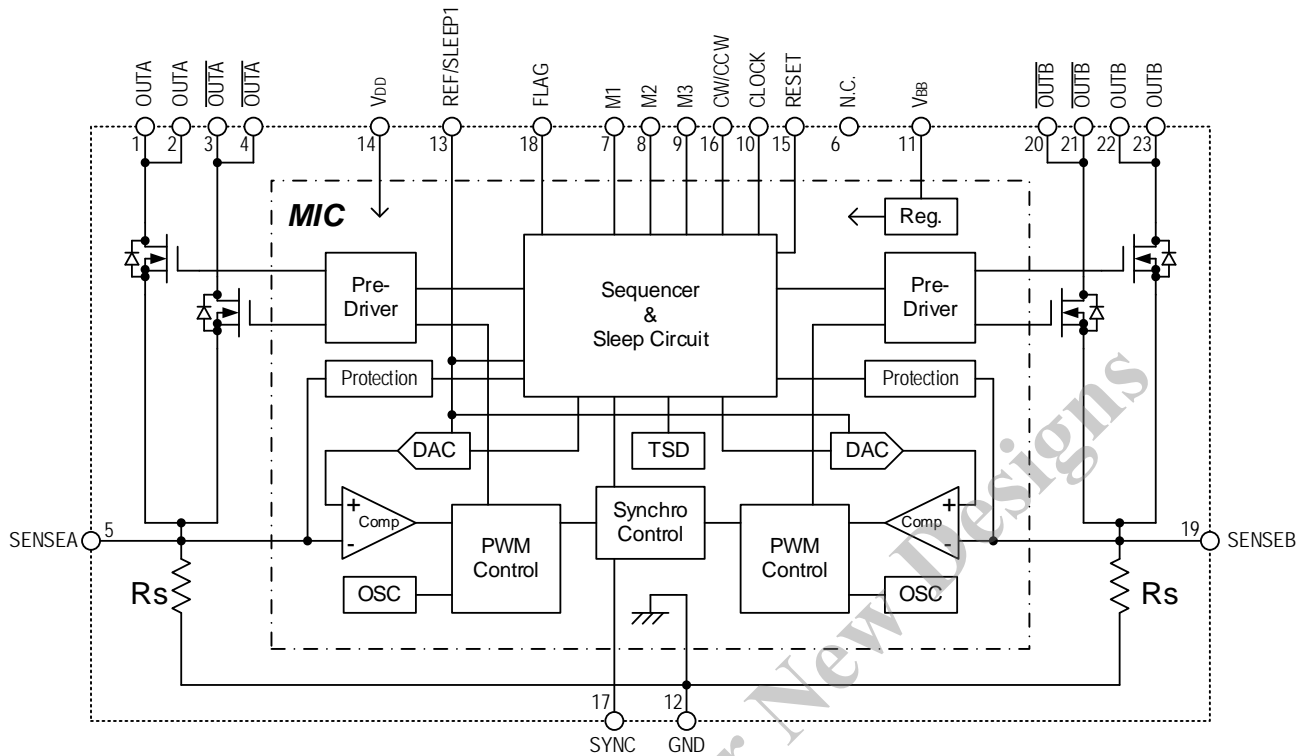 OUTA
OUTA
OUTA
OUTA
VDD
REF/SLEEP1
FLAG
M1
M2
M3
CW/CCW
CLOCK
RESET
N.C.
VBB
OUTB
OUTB
OUTB
OUTB
1
2
3
4
14
13
18
7
8
9
16
10
15
6
11
20
21
22
23
MIC
Reg.
Pre-
Driver
Sequencer
&
Sleep Circuit
Pre-
Driver
Protection
Protection
DAC
TSD
DAC
+
-
Comp
PWM
Control
Synchro
Control
PWM
Control
+
-
Comp
SENSEA
5
19
SENSEB
Rs
OSC
OSC
Rs
17
SYNC
12
GND
r New Designs